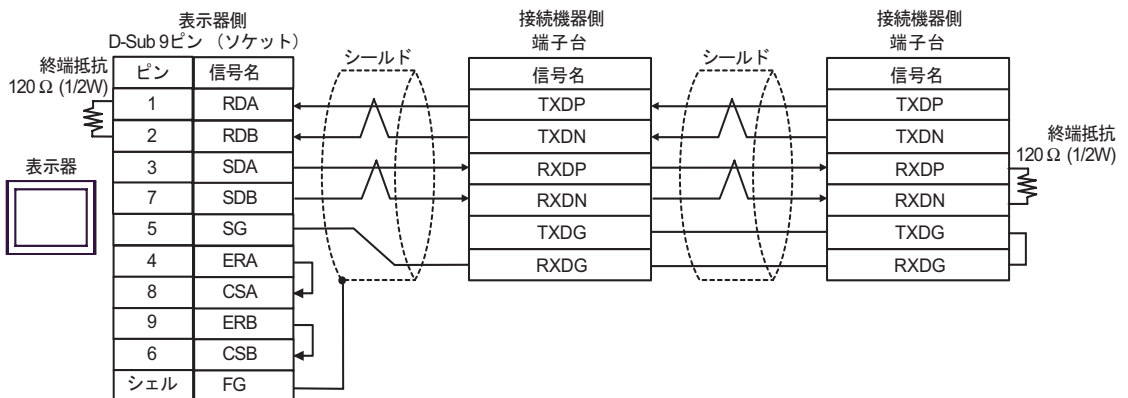 表示器側
D-Sub 9ピン （ソケット）
終端抵抗
120 Ω (1/2W)
ピン 信号名
1 RDA
2 RDB
3 SDA
7 SDB
5 SG
4 ERA
8 CSA
9 ERB
6 CSB
シェル FG
表示器
シールド
接続機器側
端子台
信号名
TXDP
TXDN
RXDP
RXDN
TXDG
RXDG
シールド
接続機器側
端子台
信号名
TXDP
TXDN
RXDP
RXDN
TXDG
RXDG
終端抵抗
120 Ω (1/2W)